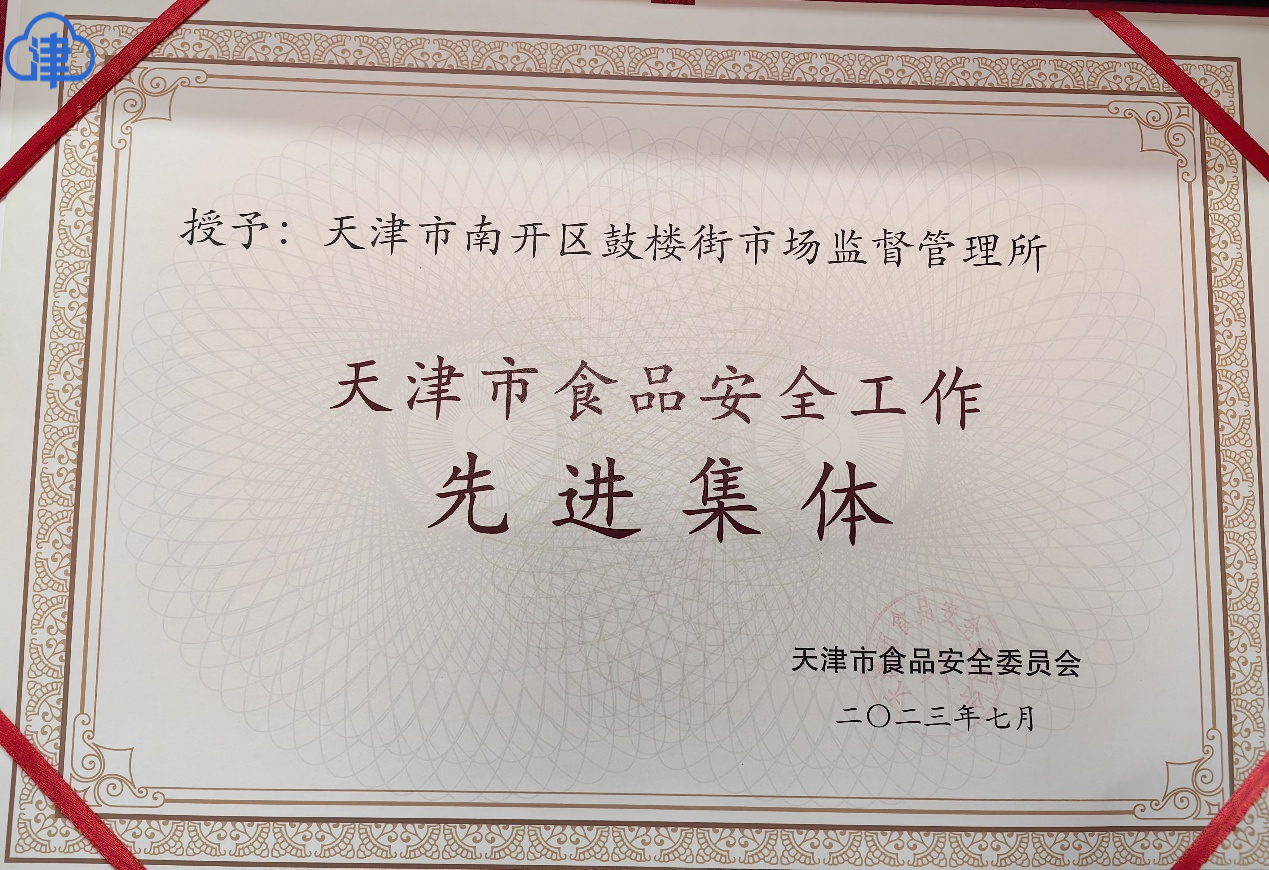 津
授予：天津市南开区鼓楼街市场监督管理所
天津市食品安全工作
先进集体
天津市食品安全委员会
二〇二三年七月